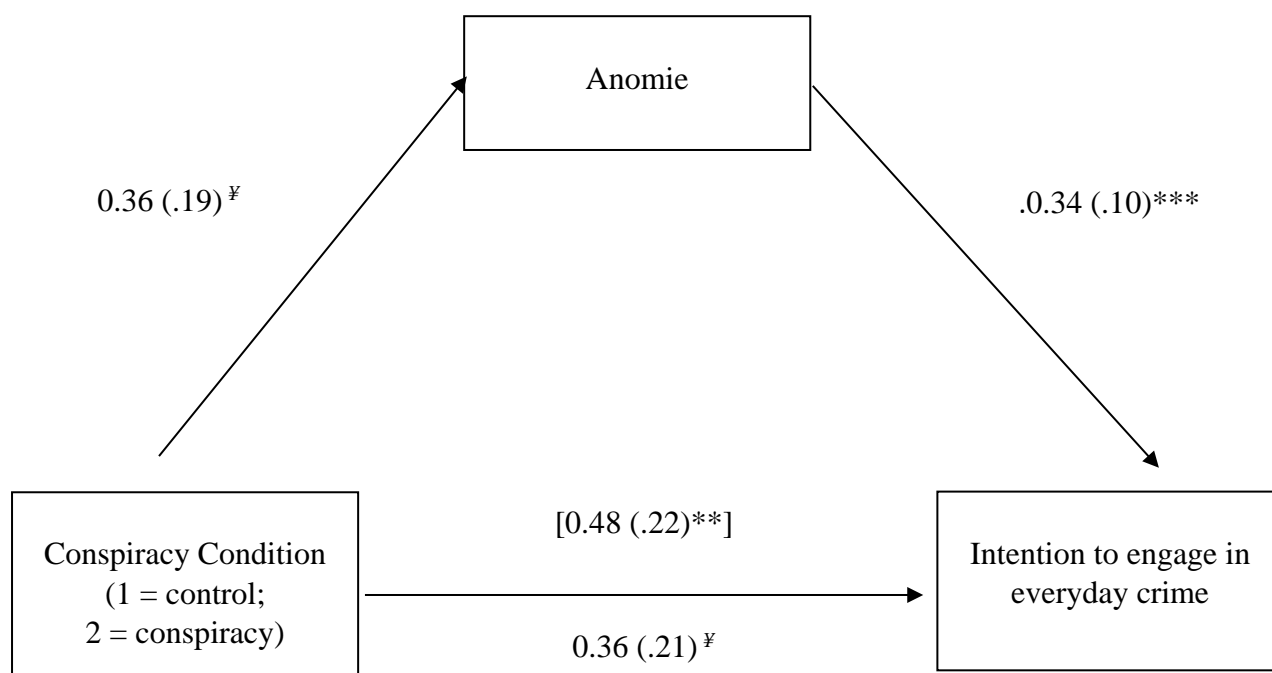 Anomie
0.36 (.19) ¥
.0.34 (.10)***
[0.48 (.22)**]
Conspiracy Condition
(1 = control;
2 = conspiracy)
Intention to engage in
everyday crime
0.36 (.21) ¥